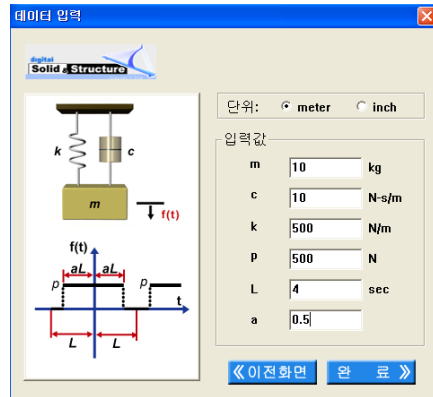 데이터 입력
digital
Solid & Structure
단위: meter inch
입력값
k c
m
f(t)
m 10 kg
c 10 N-s/m
k 500 N/m
p 500 N
L 4 sec
a 0.5
f(t)
aL aL
p p
t
L L
《이전화면 완 료》